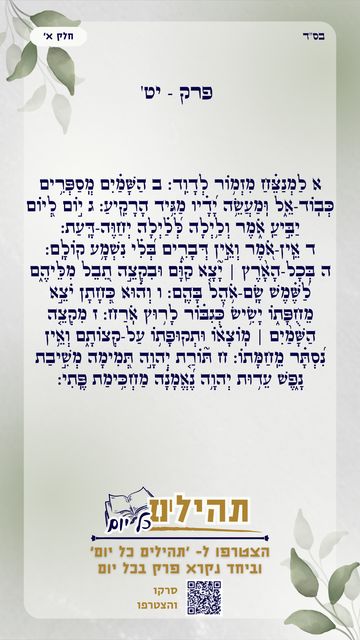 בס״ד
חלק א׳
פרק - יט׳
א לַמְנַצֵּחַ מִזְמוֹר לְדָוִד: ב הַשָּׁמַיִם מְסַפְּרִים
כְּבוֹד-אֵל וּמַעֲשֵׂה יָדָיו מַגִּיד הָרָקִיעַ: ג יוֹם לְיוֹם
יַבִּיעַ אֹמֶר וְלַיְלָה לְּלַיְלָה יְחַוֶּה-דָּעַת:
ד אֵין-אֹמֶר וְאֵין דְּבָרִים בְּלִי נִשְׁמָע קוֹלָם:
ה בְּכָל-הָאָרֶץ | יָצָא קַוָּם וּבִקְצֵה תֵבֵל מִלֵּיהֶם
לַשֶּׁמֶשׁ שָׂם-אֹהֶל בָּהֶם: ו וְהוּא כְּחָתָן יֹצֵא
מֵחֻפָּתוֹ יָשִׂישׂ כְּגִבּוֹר לָרוּץ אֹרַח: ז מִקְצֵה
הַשָּׁמַיִם | מוֹצָאוֹ וּתְקוּפָתוֹ עַל-קְצוֹתָם וְאֵין
נִסְתָּר מֵחַמָּתוֹ: ח תּוֹרַת יְהוָה תְּמִימָה מְשִׁיבַת
נָפֶשׁ עֵדוּת יְהוָה נֶאֱמָנָה מַחְכִּימַת פֶּתִי:
תהילים
כל יום!
הצטרפו ל- ׳תהילים כל יום׳
וביחד נקרא פרק בכל יום
סרקו
והצטרפו